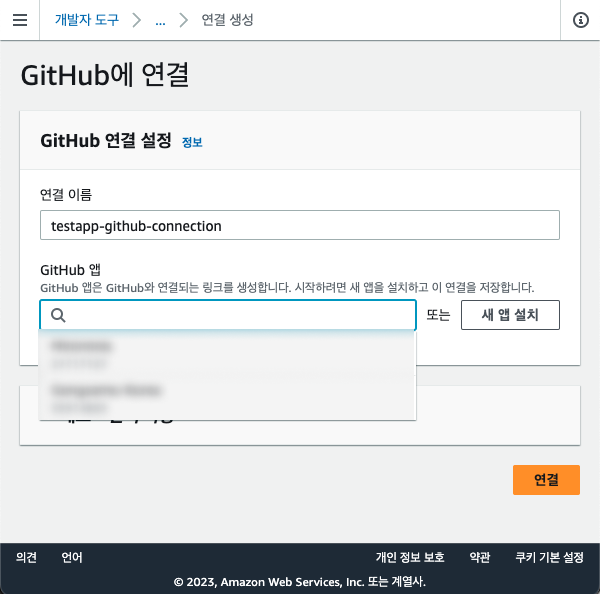 개발자 도구 > ... > 연결 생성
GitHub에 연결
GitHub 연결 설정 정보
연결 이름
testapp-github-connection
GitHub 앱
GitHub 앱은 GitHub와 연결되는 링크를 생성합니다. 시작하려면 새 앱을 설치하고 이 연결을 저장합니다.
또는 새 앱 설치
연결
의견 언어 개인 정보 보호 약관 쿠키 기본 설정
© 2023, Amazon Web Services, Inc. 또는 계열사.